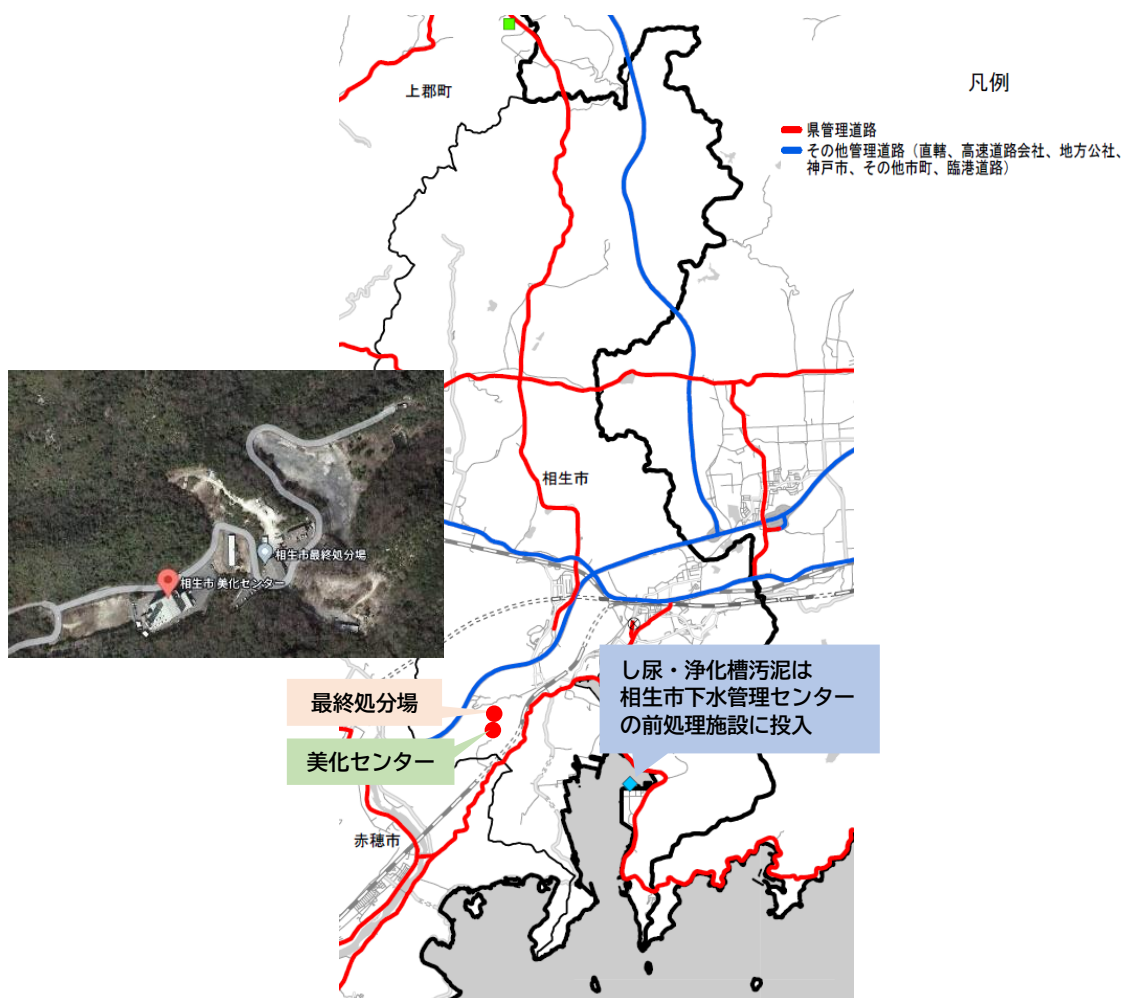 上郡町
凡例
県管理道路
その他管理道路（直轄、高速道路会社、地方公社、
神戸市、その他市町、臨港道路）
相生市
相生市最終処分場
相生市 美化センター
し尿・浄化槽汚泥は
相生市下水管理センター
の前処理施設に投入
最終処分場
美化センター
赤穂市